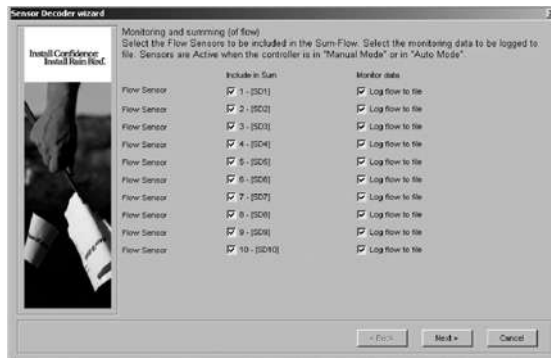 Sensor Decoder wizard
Install Confidence:
Install Rain Bird.
Monitoring and summing (of flow)
Select the Flow Sensors to be included in the Sum-Flow. Select the monitoring data to be logged to
file. Sensors are Active when the controller is in "Manual Mode" or in "Auto Mode".
Include in Sum Monitor data
Flow Sensor 1 - [SD1] Log flow to file
Flow Sensor 2 - [SD2] Log flow to file
Flow Sensor 3 - [SD3] Log flow to file
Flow Sensor 4 - [SD4] Log flow to file
Flow Sensor 5 - [SD5] Log flow to file
Flow Sensor 6 - [SD6] Log flow to file
Flow Sensor 7 - [SD7] Log flow to file
Flow Sensor 8 - [SD8] Log flow to file
Flow Sensor 9 - [SD9] Log flow to file
Flow Sensor 10 - [SD10] Log flow to file
< Back Next > Cancel